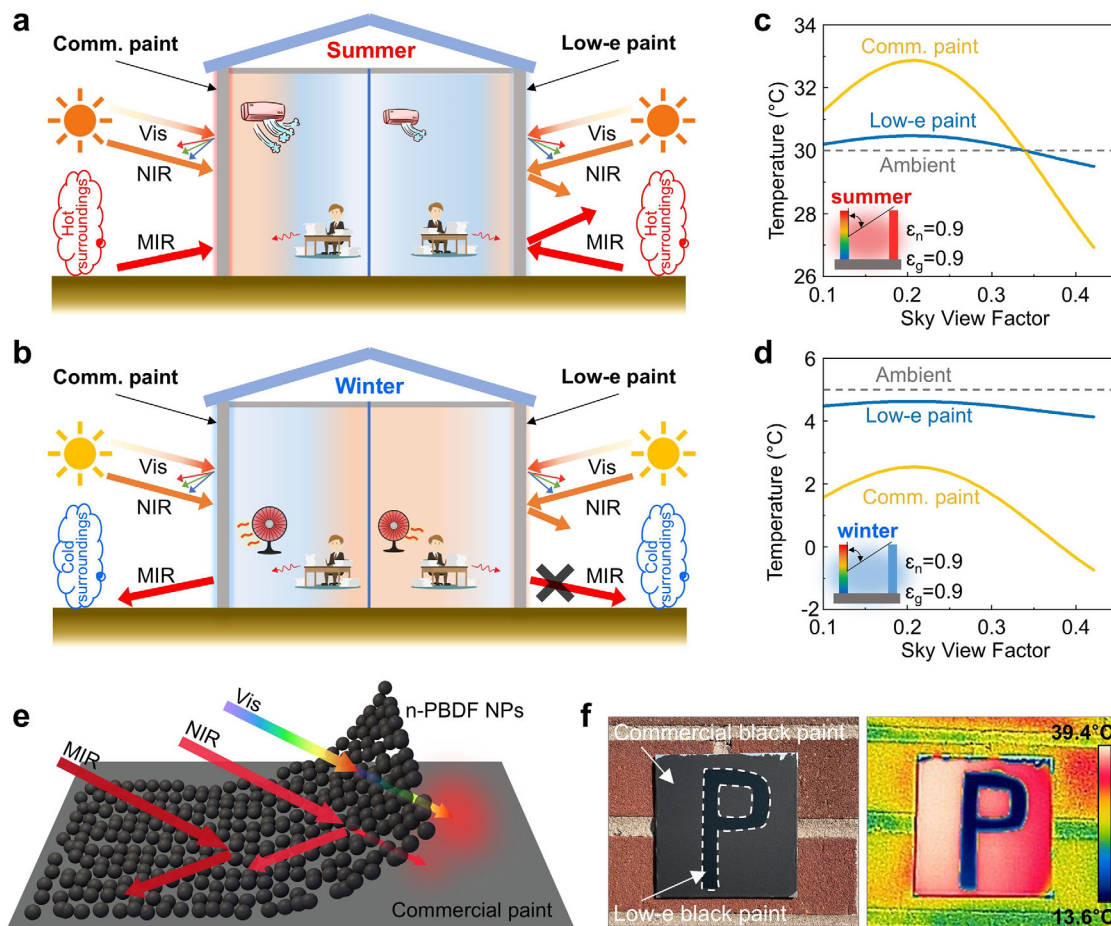 a
Comm. paint
Summer
Low-e paint
Vis
NIR
Hot
surroundings
MIR
Vis
NIR
Hot
surroundings
MIR
b
Comm. paint
Winter
Low-e paint
Vis
NIR
Cold
surroundings
MIR
Vis
NIR
Cold
surroundings
MIR
c
34
32
30
28
26
Temperature (°C)
Comm. paint
Low-e paint
Ambient
summer
εn=0.9
εg=0.9
0.1 0.2 0.3 0.4
Sky View Factor
d
6
4
2
0
-2
Temperature (°C)
Ambient
Low-e paint
Comm. paint
winter
εn=0.9
εg=0.9
0.1 0.2 0.3 0.4
Sky View Factor
e
Vis
NIR
MIR
n-PBDF NPs
Commercial paint
f
Commercial black paint
P
Low-e black paint
39.4°C
P
13.6°C